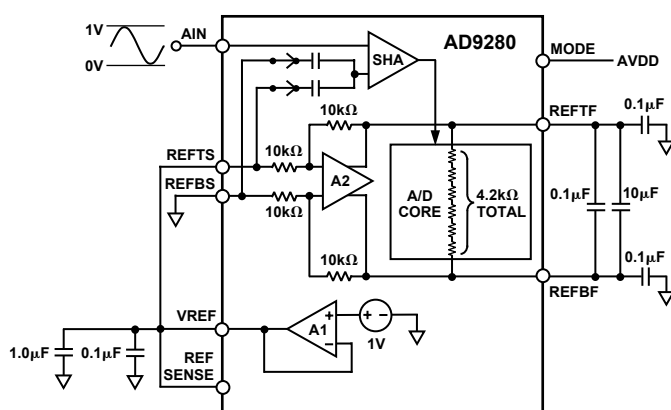 1V
0V
AIN
AD9280
SHA
MODE
AVDD
REFTS
REFBS
10kΩ
10kΩ
10kΩ
10kΩ
A2
A/D
CORE
4.2kΩ
TOTAL
REFTF
0.1µF
0.1µF
10µF
0.1µF
REFBF
VREF
A1
+
−
+ −
1V
1.0µF
0.1µF
REF
SENSE